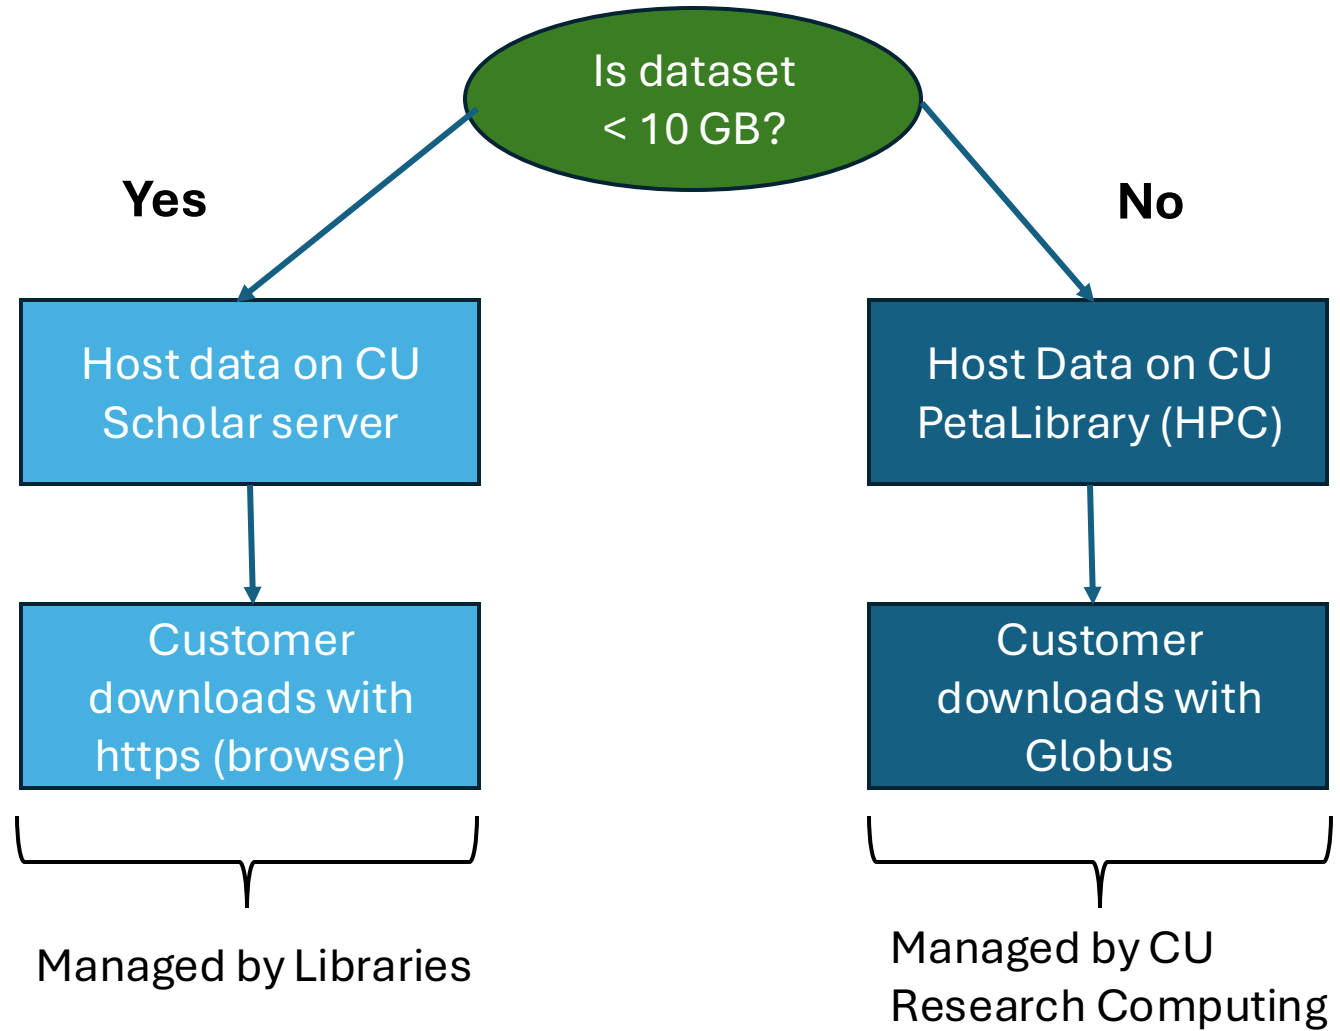 Is dataset
< 10 GB?
Yes
No
Host data on CU
Scholar server
Host Data on CU
PetaLibrary (HPC)
Customer
downloads with
https (browser)
Customer
downloads with
Globus
Managed by Libraries
Managed by CU
Research Computing